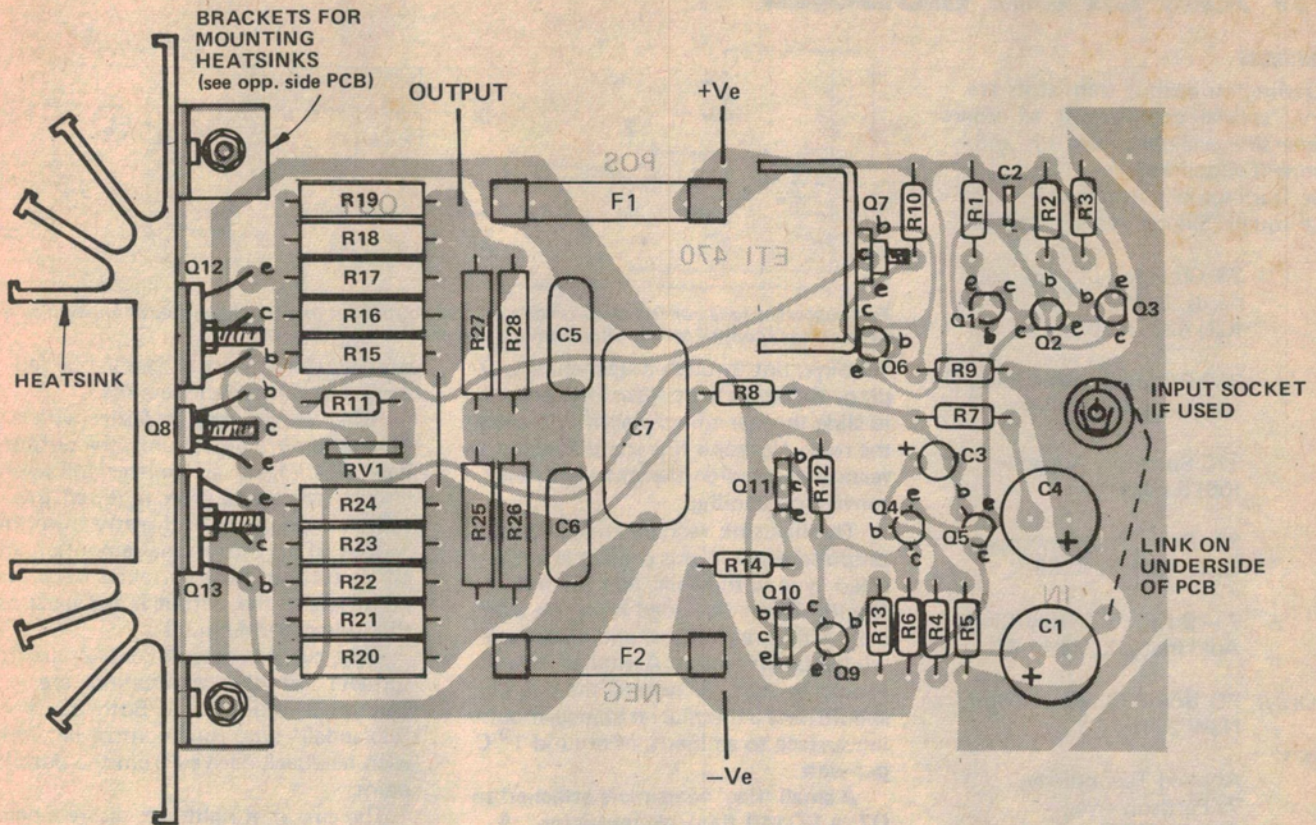 BRACKETS FOR
MOUNTING
HEATSINKS
(see opp. side PCB)
OUTPUT
+Ve
POS
F1
OUT
ETI 470
R19
R18
R17
R16
R15
Q12
e
c
b
HEATSINK
Q8
b
c
e
R11
RV1
Q13
e
c
b
R24
R23
R22
R21
R20
R27
R28
C5
C7
R25
R26
C6
F2
NEG
−Ve
Q7
b
c
e
R10
R1
C2
R2
R3
e
Q1
c
b
b
Q2
e
c
b
Q3
e
c
c
b
Q6
e
R9
R8
R7
INPUT SOCKET
IF USED
+
C3
C4
+
Q11
b
c
e
R12
Q4
e
b
c
Q5
e
b
c
LINK ON
UNDERSIDE
OF PCB
R14
Q10
b
c
e
c
b
e
Q9
R13
R6
R4
R5
IN
C1
+